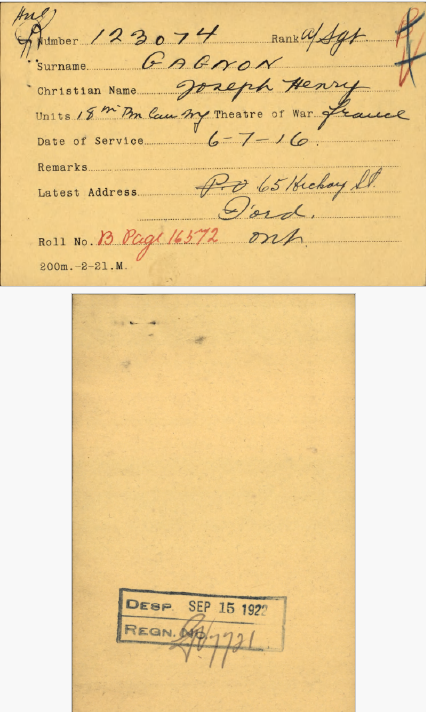 Number 123074 Rank A/Sgt
Surname GAGNON
Christian Name Joseph Henry
Units 18th Bn Can Theatre of War France
Date of Service 6-7-16.
Remarks
Latest Address P.O 65 Hickory St.
Ford.
Roll No. B Page 16572 Ont.
200m.-2-21.M.
DESP. SEP 15 1922
REGN. NO. 7721